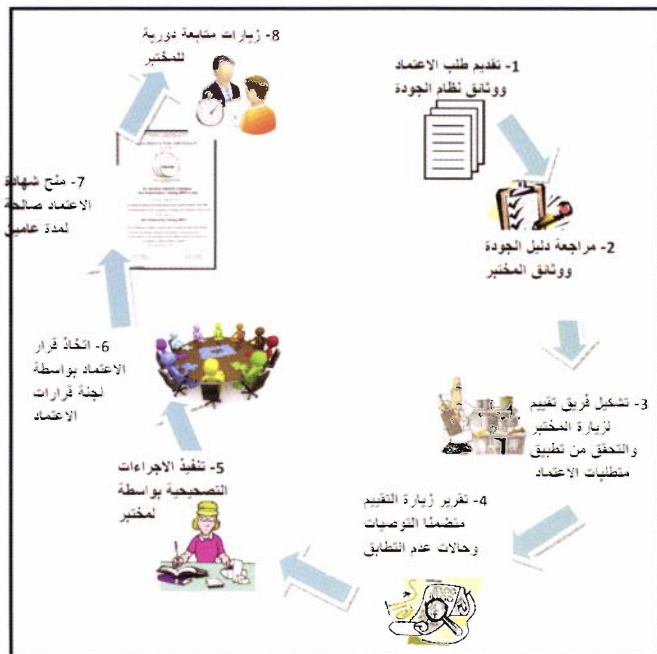 1- تقديم طلب الاعتماد
ووثائق نظام الجودة
2- مراجعة دليل الجودة
ووثائق المختبر
3- تشكيل فريق تقييم
لزيارة المختبر
والتحقق من تطبيق
متطلبات الاعتماد
4- تقرير زيارة التقييم
متضمنا التوصيات
وحالات عدم التطابق
5- تنفيذ الاجراءات
التصحيحية بواسطة
لمختبر
6- اتخاذ قرار
الاعتماد بواسطة
لجنة قرارات
الاعتماد
7- منح شهادة
الاعتماد صالحة
لمدة عامين
8- زيارات متابعة دورية
للمختبر